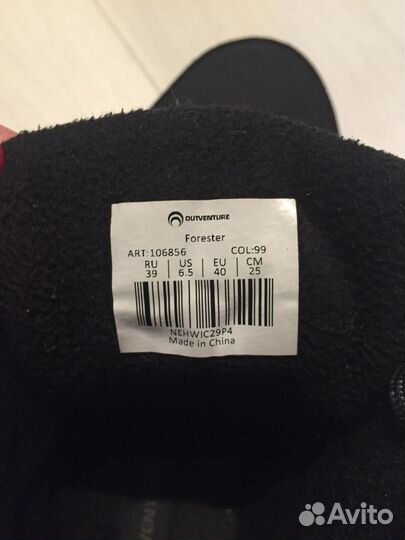 OUTVENTURE
Forester
ART:106856 COL:99
RU US EU CM
39 6.5 40 25
NEHWIC29P4
Made in China
Avito